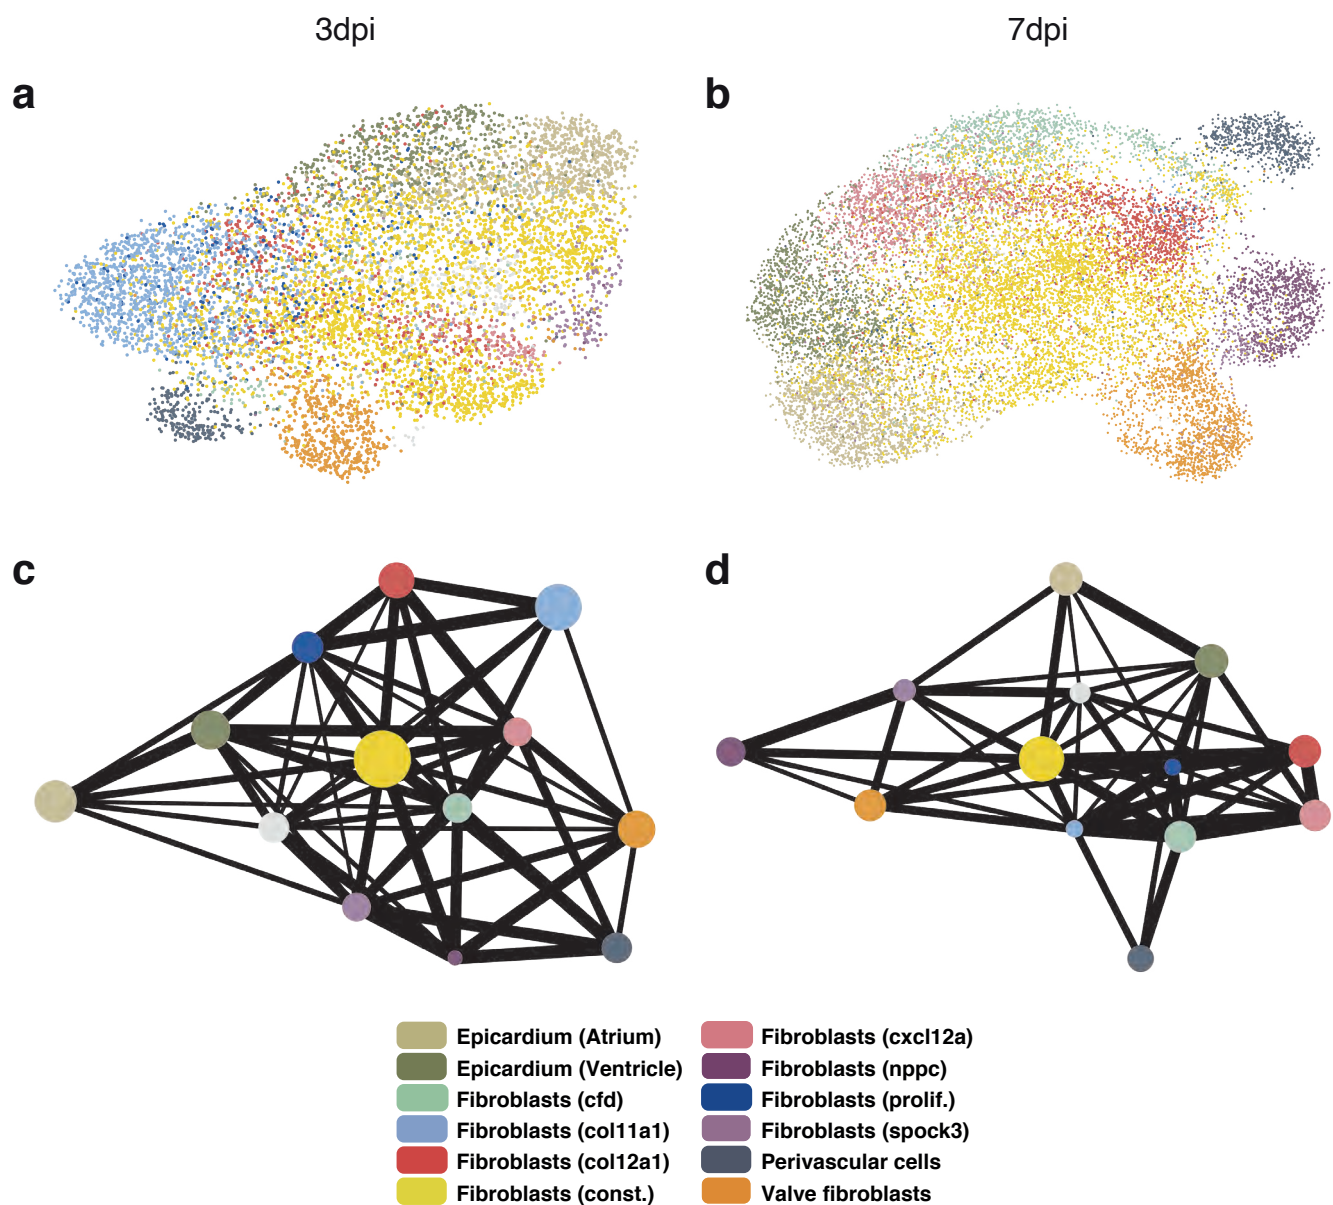 3dpi
7dpi
a
b
c
d
Epicardium (Atrium)
Epicardium (Ventricle)
Fibroblasts (cfd)
Fibroblasts (col11a1)
Fibroblasts (col12a1)
Fibroblasts (const.)
Fibroblasts (cxcl12a)
Fibroblasts (nppc)
Fibroblasts (prolif.)
Fibroblasts (spock3)
Perivascular cells
Valve fibroblasts